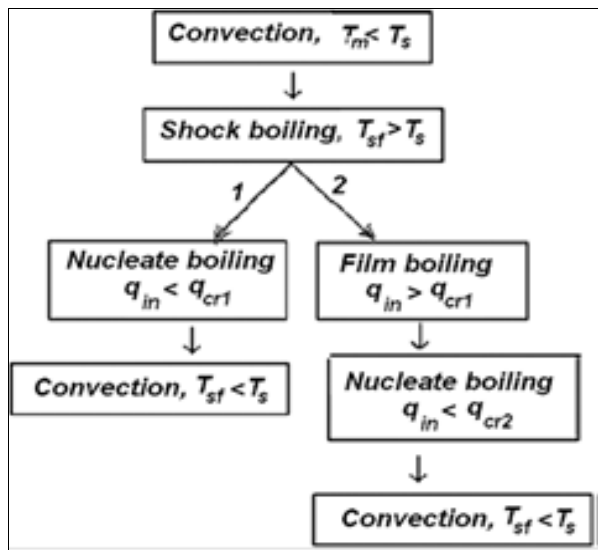 Convection, Tm < Ts
Shock boiling, Tsf > Ts
1
2
Nucleate boiling
qin < qcr1
Film boiling
qin > qcr1
Convection, Tsf < Ts
Nucleate boiling
qin < qcr2
Convection, Tsf < Ts